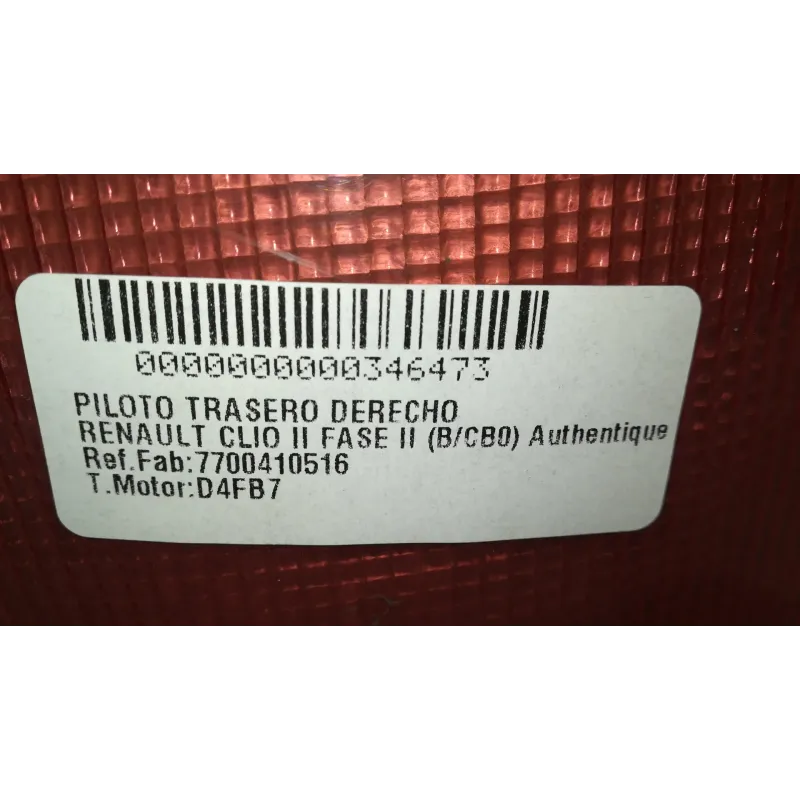 0000000000346473
PILOTO TRASERO DERECHO
RENAULT CLIO II FASE II (B/CB0) Authentique
Ref.Fab:7700410516
T.Motor:D4FB7